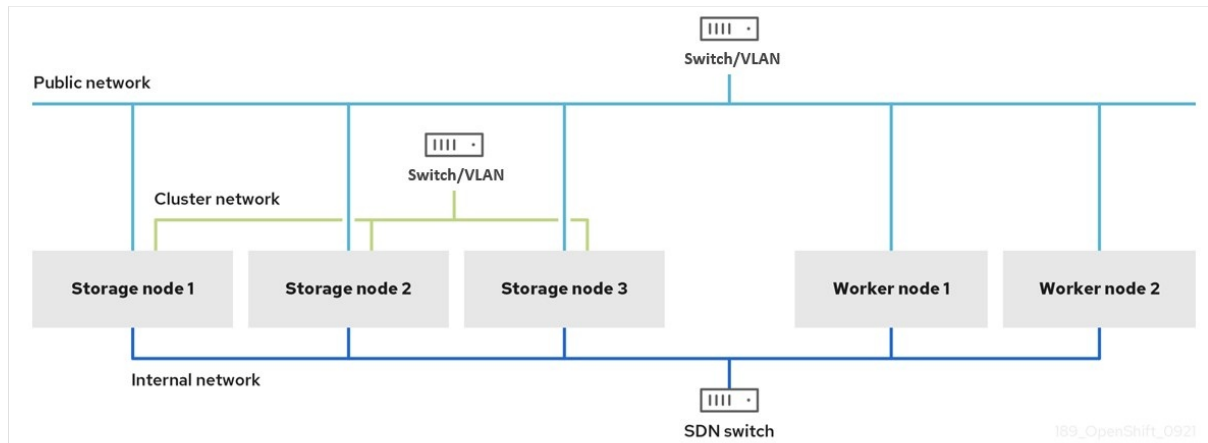 Switch/VLAN
Public network
Switch/VLAN
Cluster network
Storage node 1
Storage node 2
Storage node 3
Worker node 1
Worker node 2
Internal network
SDN switch
189_OpenShift_0921